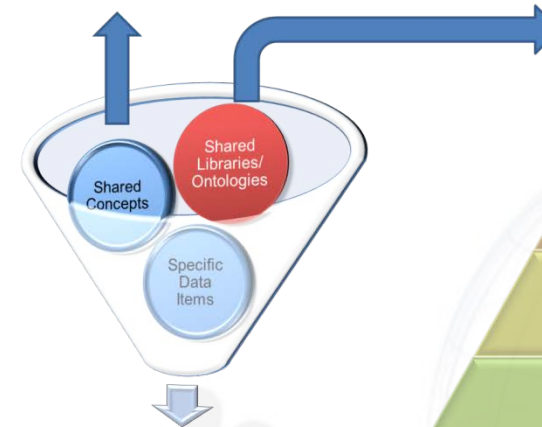 Shared
Libraries/
Ontologies
Shared
Concepts
Specific
Data
Items